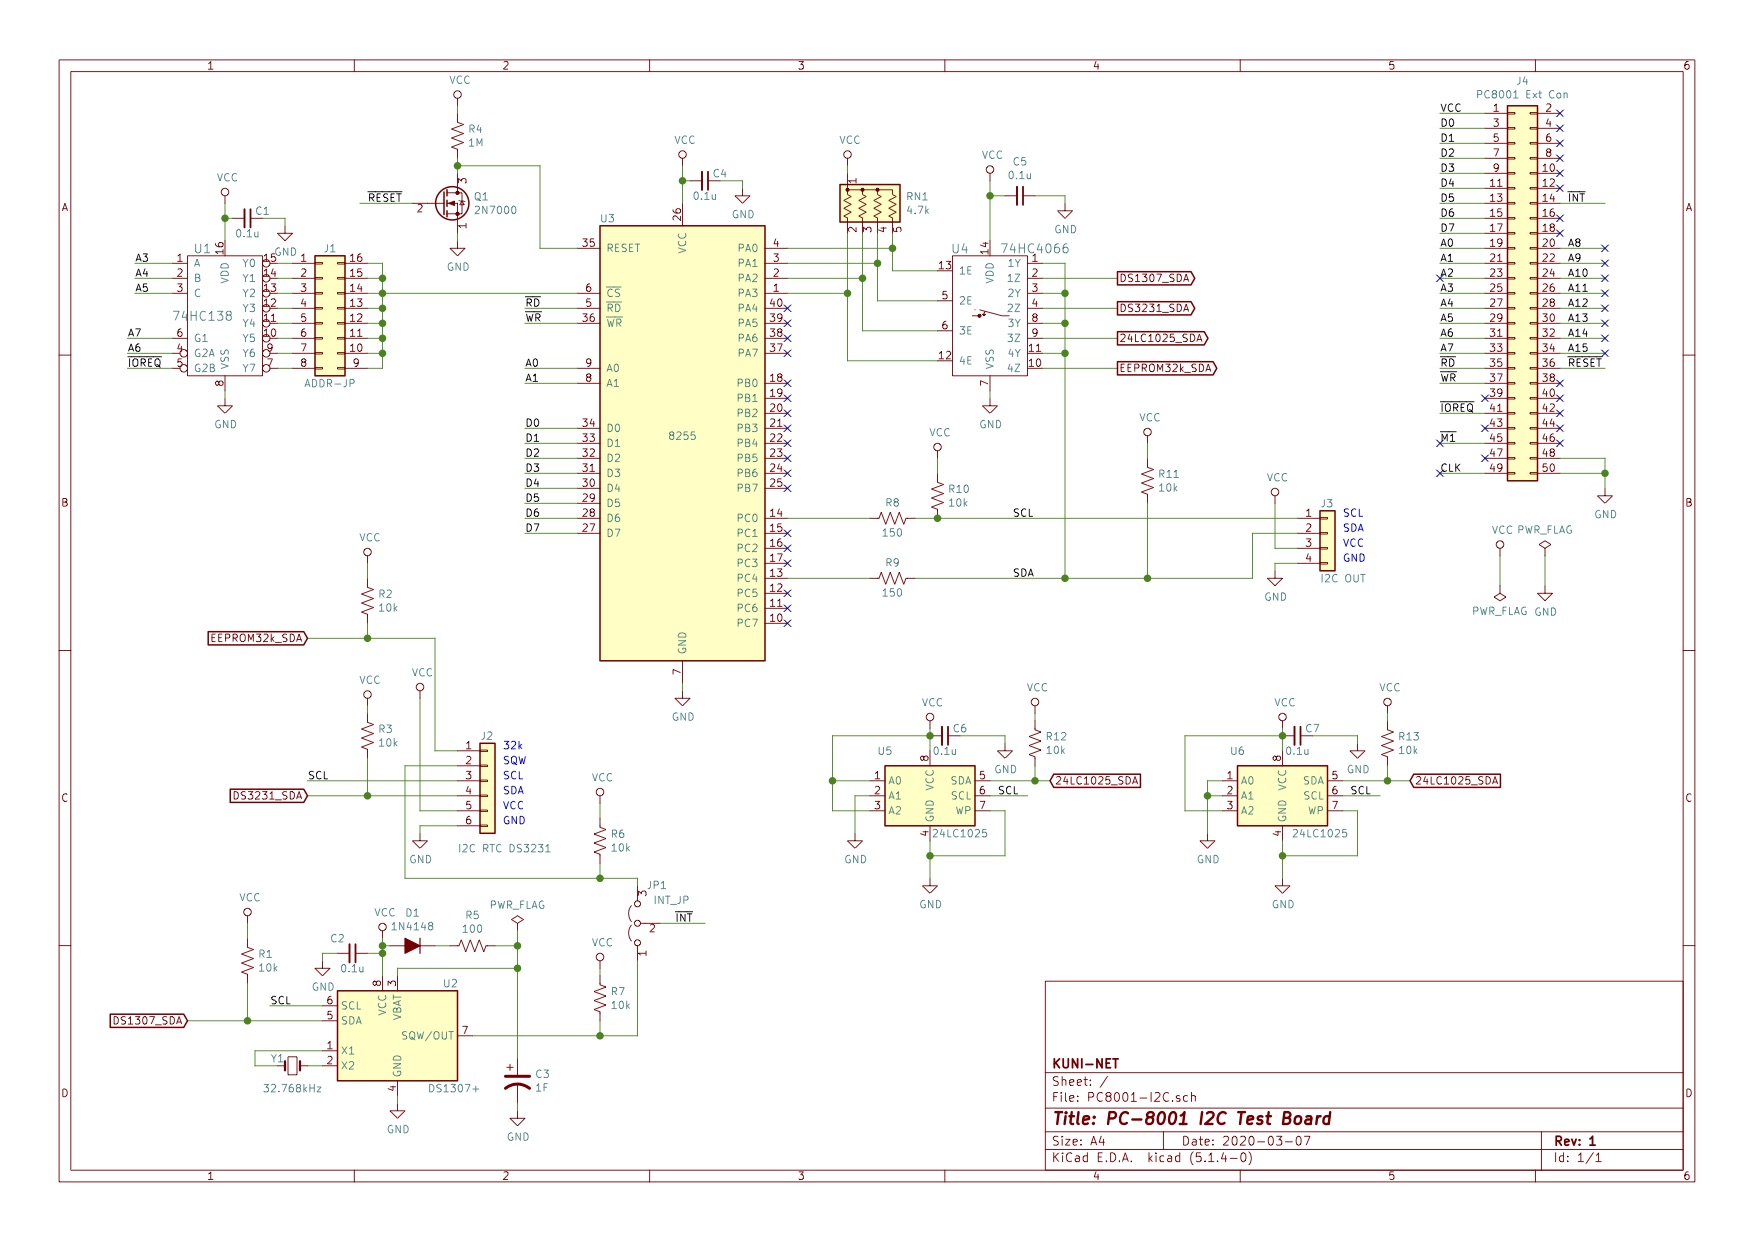 1 2 3 4 5 6
A
B
C
D
VCC
R4
1M
RESET
3
2
1
Q1
2N7000
GND
VCC
C1
0.1u
GND
U1
16
VDD
A3 1 A
A4 2 B
A5 3 C
74HC138
A7 6 G1
A6 4 G2A
IOREQ 5 G2B
VSS
8
GND
Y0 15
Y1 14
Y2 13
Y3 12
Y4 11
Y5 10
Y6 9
Y7 7
J1
1 16
2 15
3 14
4 13
5 12
6 11
7 10
8 9
ADDR-JP
VCC
C4
0.1u
GND
U3
26
VCC
35 RESET
6 CS
RD 5 RD
WR 36 WR
A0 9 A0
A1 8 A1
D0 34 D0
D1 33 D1
D2 32 D2
D3 31 D3
D4 30 D4
D5 29 D5
D6 28 D6
D7 27 D7
8255
PA0 4
PA1 3
PA2 2
PA3 1
PA4 40
PA5 39
PA6 38
PA7 37
PB0 18
PB1 19
PB2 20
PB3 21
PB4 22
PB5 23
PB6 24
PB7 25
PC0 14
PC1 15
PC2 16
PC3 17
PC4 13
PC5 12
PC6 11
PC7 10
GND
7
GND
VCC
1
RN1
4.7k
2 3 4 5
VCC
C5
0.1u
GND
U4
74HC4066
14
VDD
13 1E
5 2E
6 3E
12 4E
VSS
7
GND
1Y 1
1Z 2 DS1307_SDA
2Y 3
2Z 4 DS3231_SDA
3Y 8
3Z 9 24LC1025_SDA
4Y 11
4Z 10 EEPROM32k_SDA
J4
PC8001 Ext Con
VCC 1 2
D0 3 4
D1 5 6
D2 7 8
D3 9 10
D4 11 12
D5 13 14 INT
D6 15 16
D7 17 18
A0 19 20 A8
A1 21 22 A9
A2 23 24 A10
A3 25 26 A11
A4 27 28 A12
A5 29 30 A13
A6 31 32 A14
A7 33 34 A15
RD 35 36 RESET
WR 37 38
39 40
IOREQ 41 42
43 44
M1 45 46
47 48
CLK 49 50
GND
VCC PWR_FLAG
PWR_FLAG GND
VCC
R10
10k
R8
150
SCL
VCC
R11
10k
R9
150
SDA
VCC
J3
1 SCL
2 SDA
3 VCC
4 GND
I2C OUT
GND
VCC
R2
10k
EEPROM32k_SDA
VCC
VCC
R3
10k
J2
1 32k
2 SQW
SCL 3 SCL
DS3231_SDA 4 SDA
5 VCC
6 GND
GND
I2C RTC DS3231
VCC
R6
10k
JP1
INT_JP
3
2
1
INT
VCC
R7
10k
VCC
R1
10k
VCC
D1
1N4148
R5
100
PWR_FLAG
C2
0.1u
GND
U2
8
VCC
3
VBAT
SCL 6 SCL
DS1307_SDA 5 SDA
1 X1
2 X2
Y1
32.768kHz
SQW/OUT 7
GND
4
DS1307+
GND
+
C3
1F
GND
VCC
C6
0.1u
GND
U5
8
VCC
1 A0
2 A1
3 A2
GND
4
SDA 5
SCL 6 SCL
WP 7
24LC1025
VCC
R12
10k
24LC1025_SDA
GND
GND
VCC
C7
0.1u
GND
U6
8
VCC
1 A0
2 A1
3 A2
GND
4
SDA 5
SCL 6 SCL
WP 7
24LC1025
VCC
R13
10k
24LC1025_SDA
GND
GND
KUNI-NET
Sheet: /
File: PC8001-I2C.sch
Title: PC-8001 I2C Test Board
Size: A4 Date: 2020-03-07 Rev: 1
KiCad E.D.A. kicad (5.1.4-0) Id: 1/1
A
B
C
D
1 2 3 4 5 6